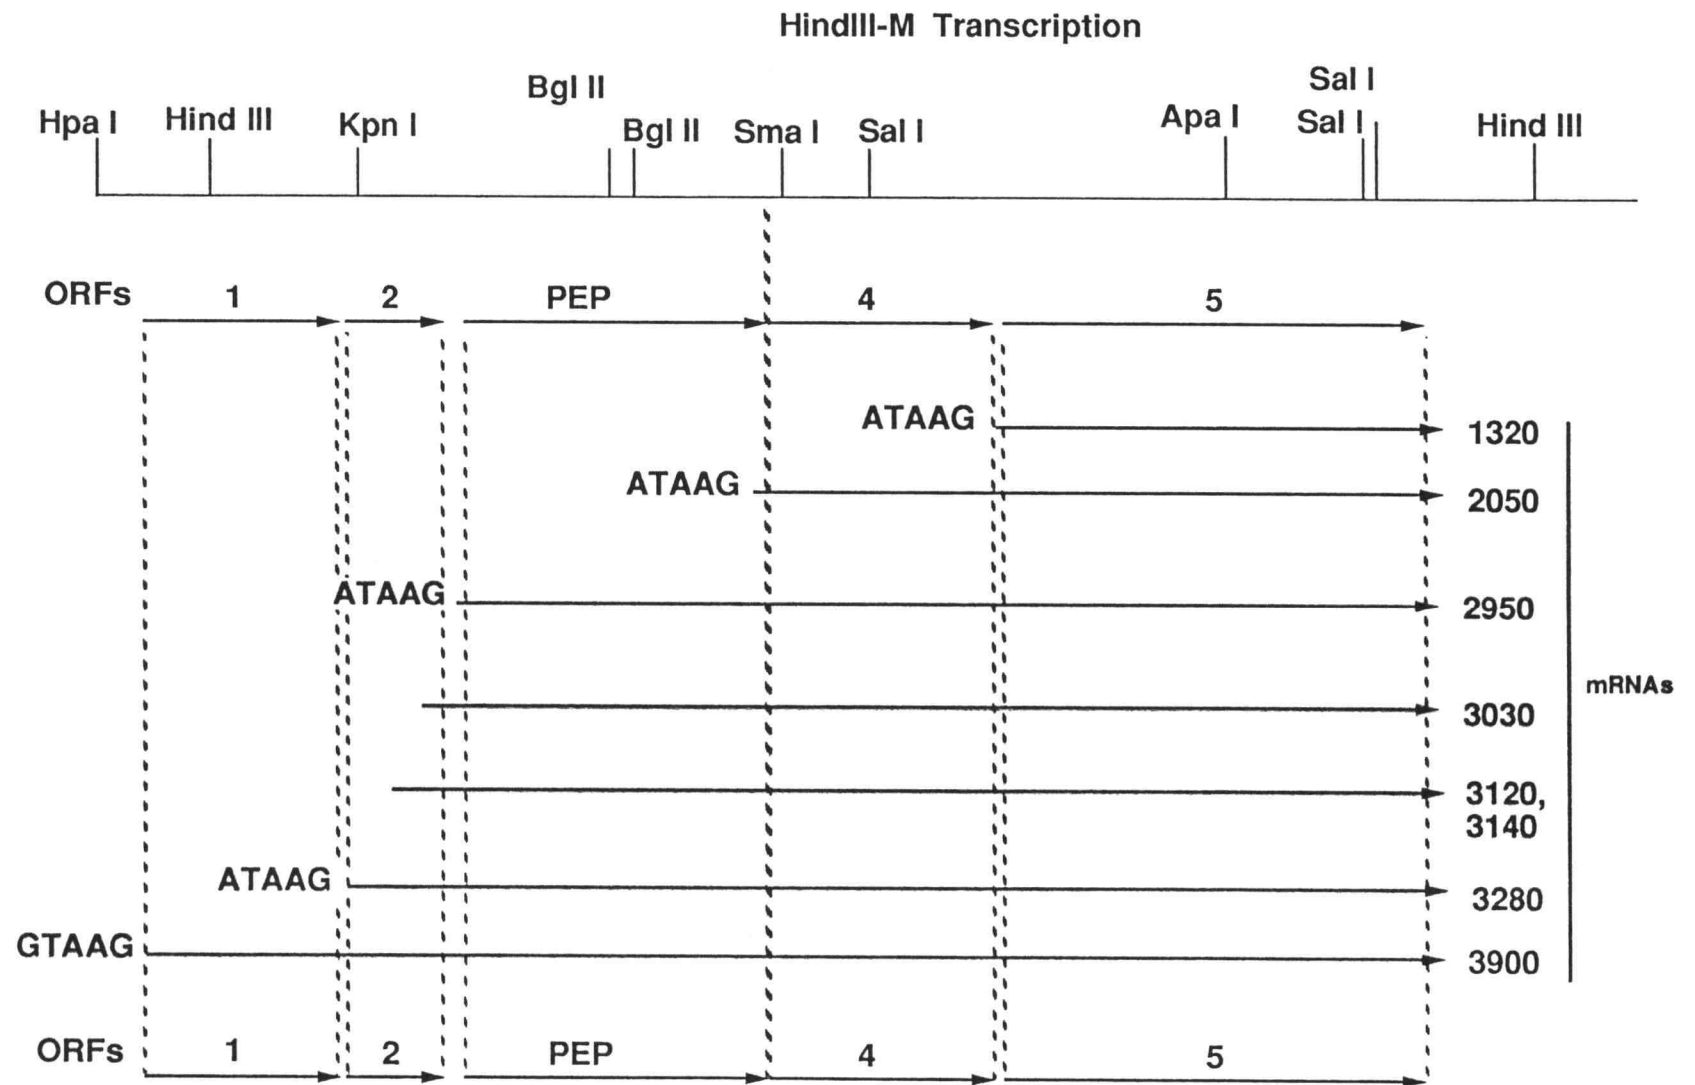 HindIII-M Transcription
Sal I
Bgl II
Hpa I Hind III Kpn I Bgl II Sma I Sal I Apa I Sal I Hind III
ORFs 1 2 PEP 4 5
ATAAG 1320
ATAAG 2050
ATAAG 2950
mRNAs
3030
3120,
3140
ATAAG 3280
GTAAG 3900
ORFs 1 2 PEP 4 5